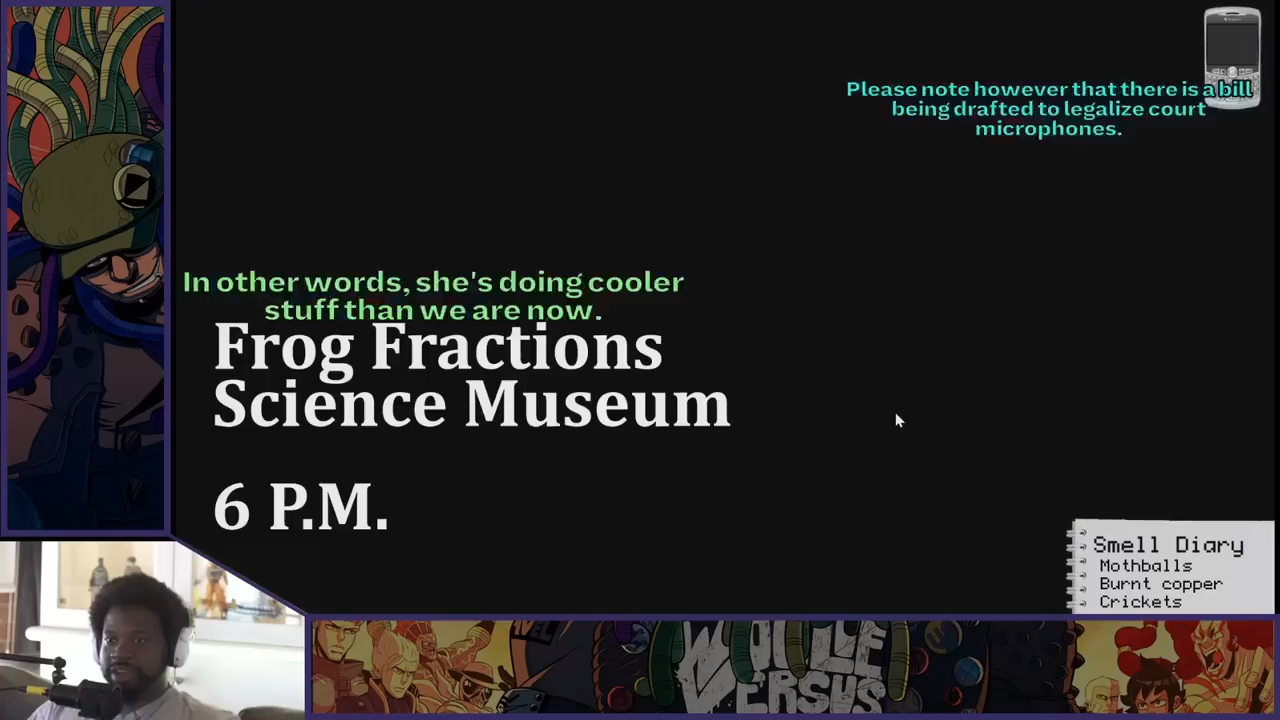 Please note however that there is a bill
being drafted to legalize court
microphones.
In other words, she's doing cooler
stuff than we are now.
Frog Fractions
Science Museum
6 P.M.
Smell Diary
Mothballs
Burnt copper
Crickets
WOOLIE
VERSUS